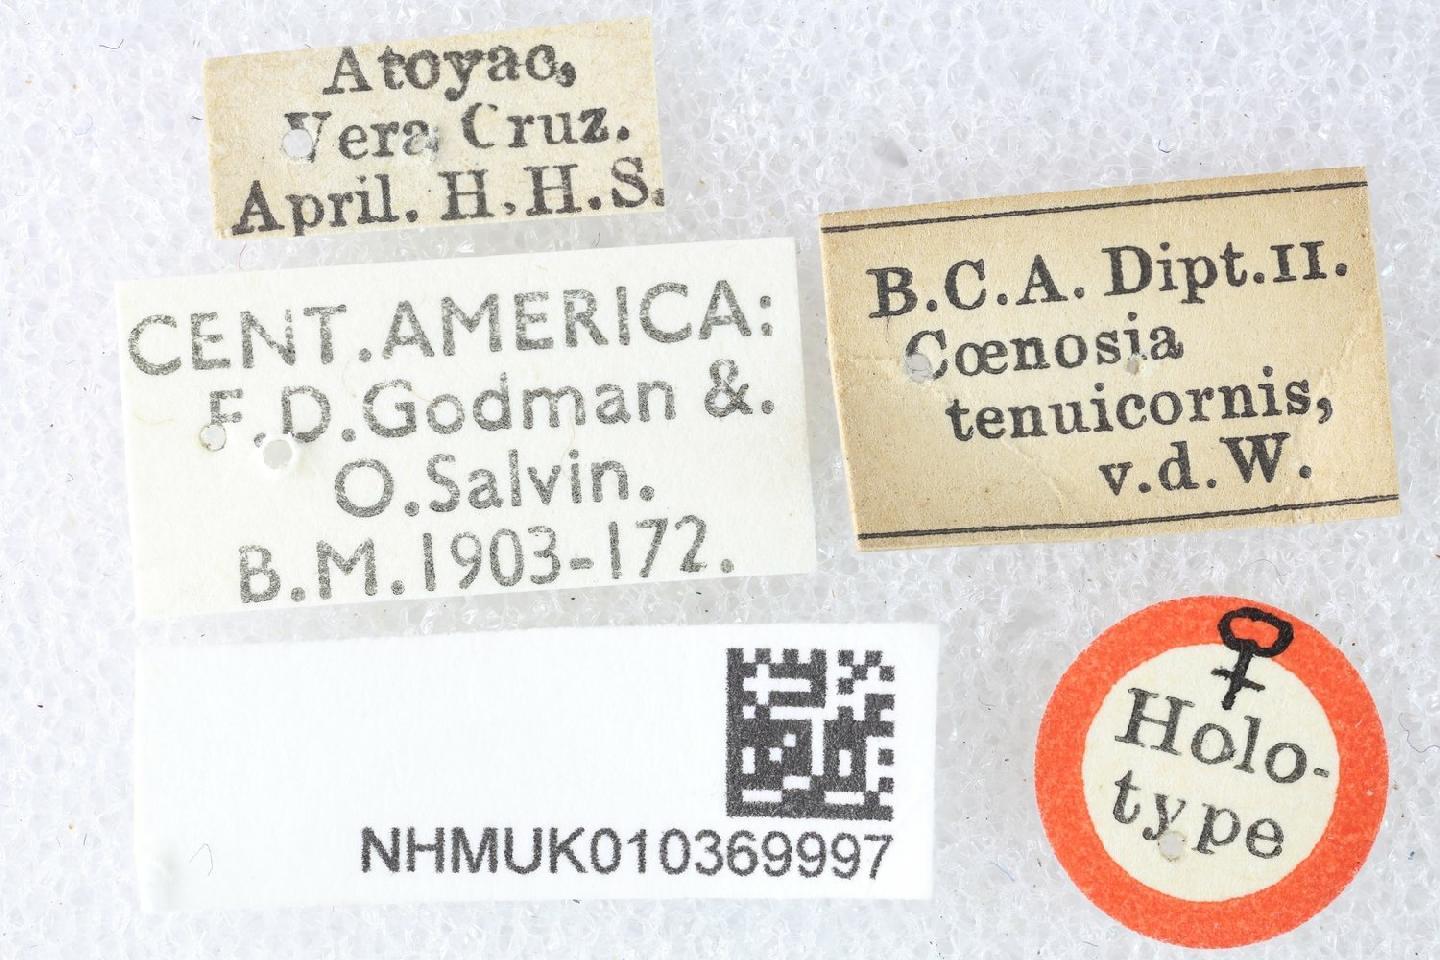 Atoyac,
Vera Cruz.
April. H.H.S.
CENT.AMERICA:
F.D.Godman &.
O.Salvin.
B.M.1903-172.
B.C.A. Dipt.II.
Cœnosia
tenuicornis,
v.d.W.
NHMUK010369997
♀
Holo-
type